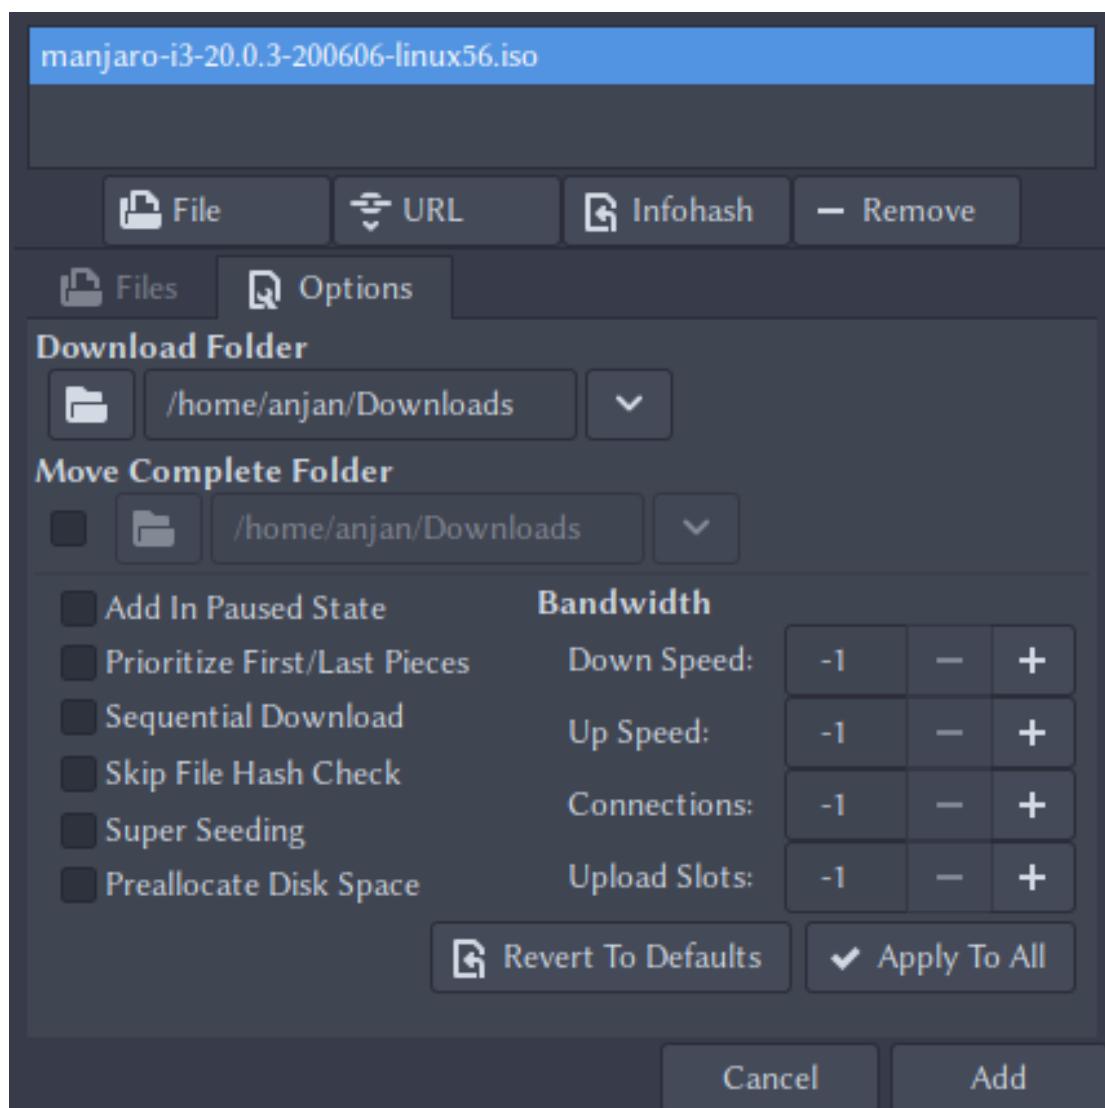 manjaro-i3-20.0.3-200606-linux56.iso
File URL Infohash Remove
Files Options
Download Folder
/home/anjan/Downloads
Move Complete Folder
/home/anjan/Downloads
Add In Paused State
Prioritize First/Last Pieces
Sequential Download
Skip File Hash Check
Super Seeding
Preallocate Disk Space
Bandwidth
Down Speed: -1 − +
Up Speed: -1 − +
Connections: -1 − +
Upload Slots: -1 − +
Revert To Defaults Apply To All
Cancel Add